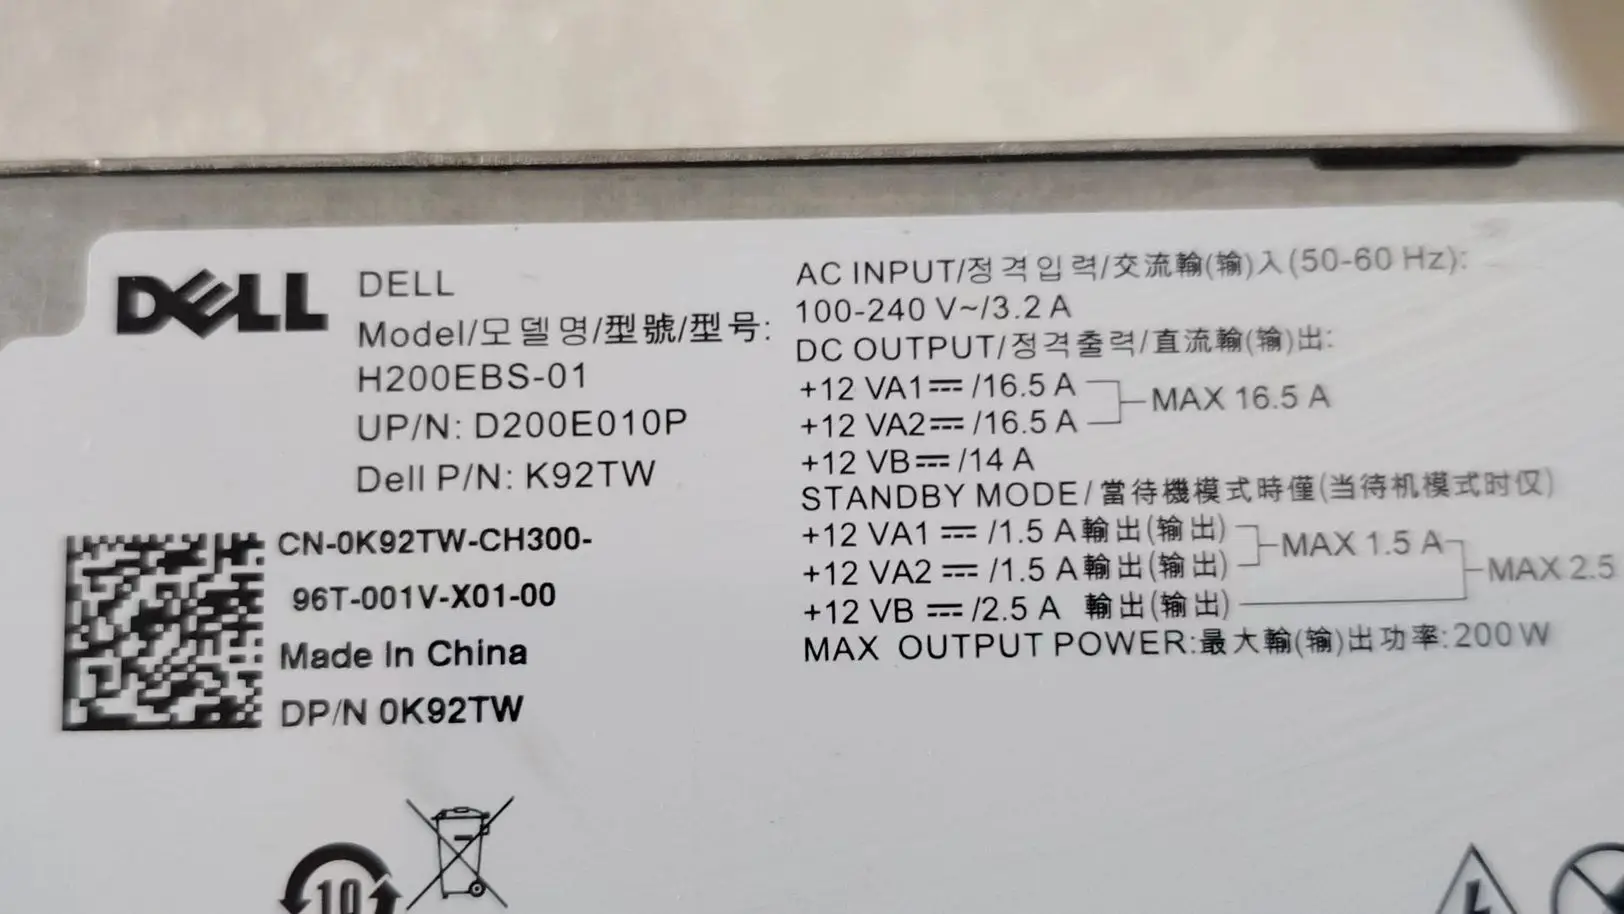 DELL
DELL
Model/모델명/型號/型号:
H200EBS-01
UP/N: D200E010P
Dell P/N: K92TW
CN-0K92TW-CH300-
96T-001V-X01-00
Made In China
DP/N 0K92TW
10
AC INPUT/정격입력/交流輸(输)入(50-60 Hz):
100-240 V~/3.2 A
DC OUTPUT/정격출력/直流輸(输)出:
+12 VA1⎓/16.5 A
+12 VA2⎓/16.5 A
MAX 16.5 A
+12 VB⎓/14 A
STANDBY MODE/當待機模式時僅(当待机模式时仅)
+12 VA1 ⎓ /1.5 A輸出(输出)
+12 VA2 ⎓ /1.5 A輸出(输出)
MAX 1.5 A
+12 VB ⎓ /2.5 A 輸出(输出)
MAX 2.5
MAX OUTPUT POWER:最大輸(输)出功率:200W